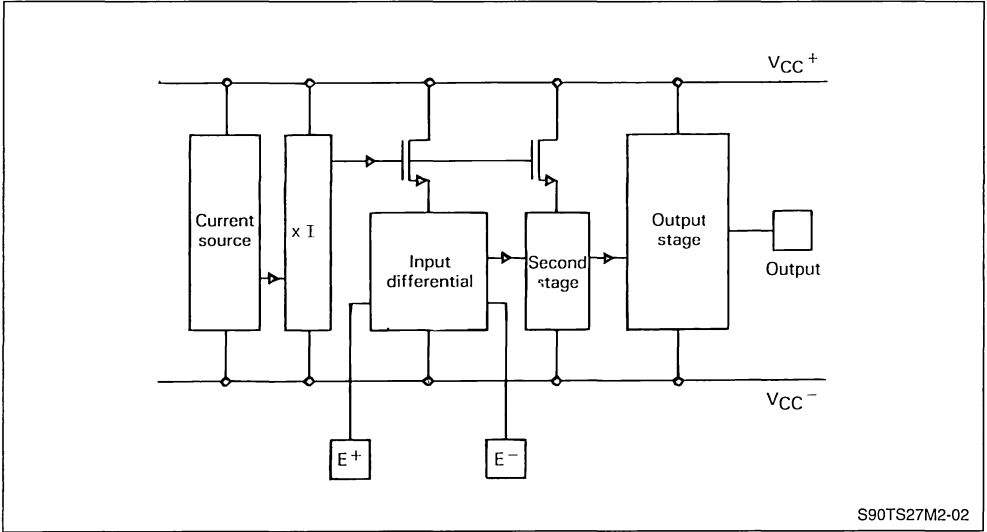 VCC+
Current
source
x I
Input
differential
Second
stage
Output
stage
Output
VCC−
E+
E−
S90TS27M2-02